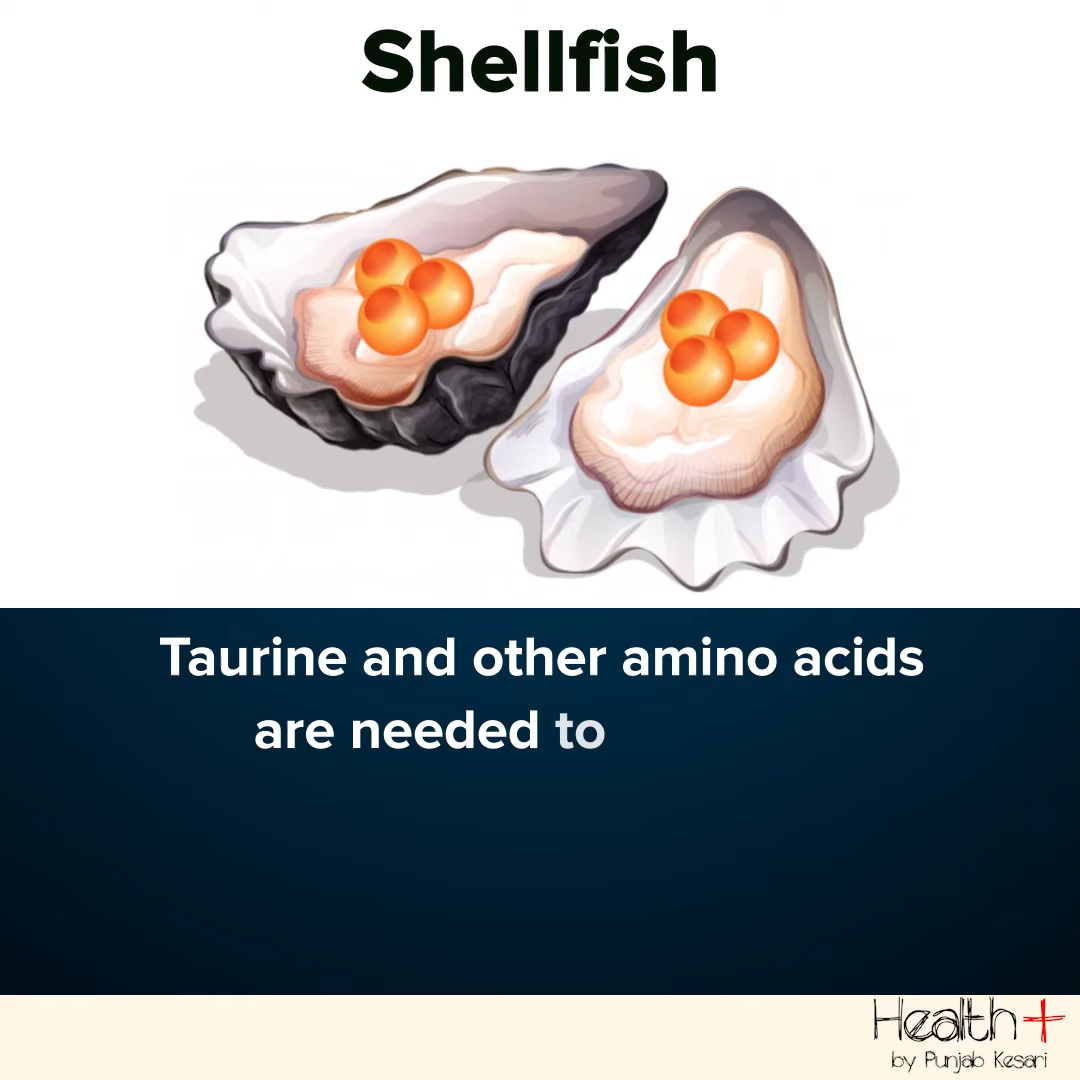 Shellfish
Taurine and other amino acids
are needed to
Health+
by Punjab Kesari